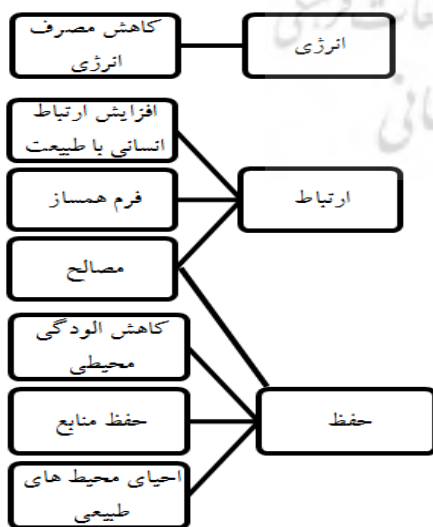 انرژی
کاهش مصرف
انرژی
ارتباط
افزایش ارتباط
انسانی با طبیعت
فرم همساز
مصالح
حفظ
کاهش الودگی
محیطی
حفظ منابع
احیای محیط های
طبیعی